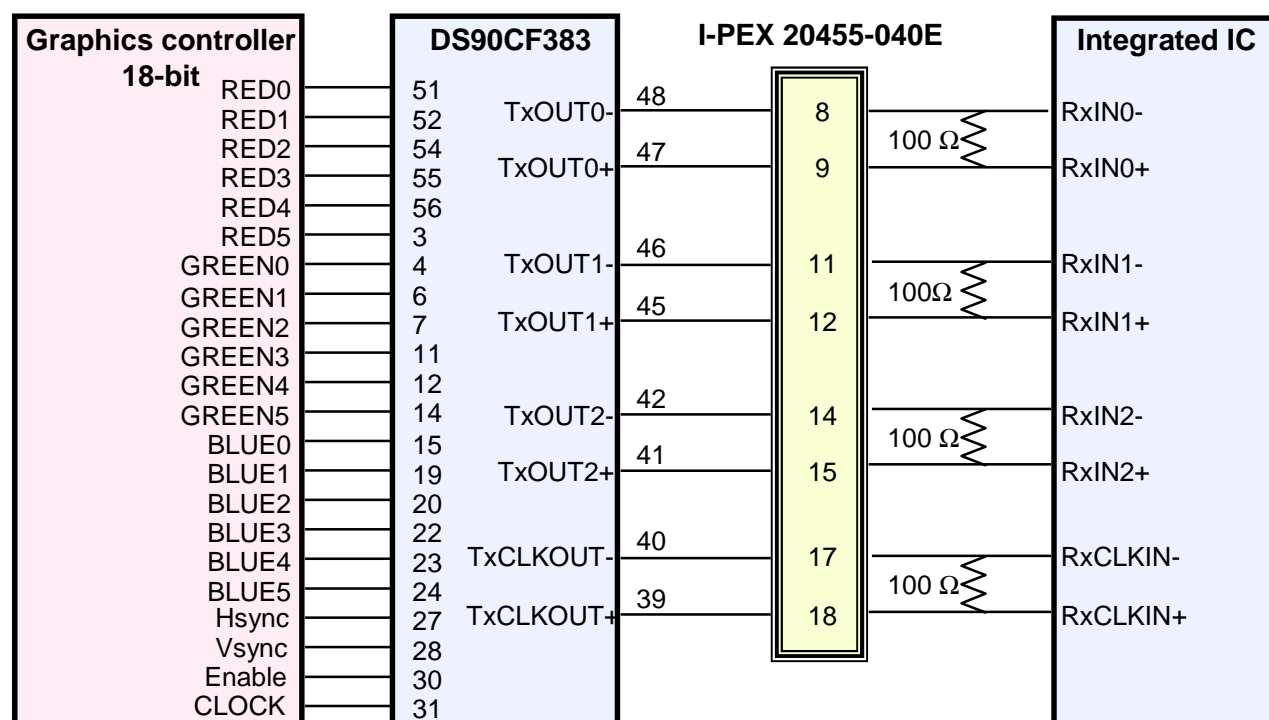 Graphics controller
18-bit
DS90CF383
I-PEX 20455-040E
Integrated IC
RED0 51
RED1 52
RED2 54
RED3 55
RED4 56
RED5 3
GREEN0 4
GREEN1 6
GREEN2 7
GREEN3 11
GREEN4 12
GREEN5 14
BLUE0 15
BLUE1 19
BLUE2 20
BLUE3 22
BLUE4 23
BLUE5 24
Hsync 27
Vsync 28
Enable 30
CLOCK 31
TxOUT0- 48 8 RxIN0-
100 Ω
TxOUT0+ 47 9 RxIN0+
TxOUT1- 46 11 RxIN1-
100Ω
TxOUT1+ 45 12 RxIN1+
TxOUT2- 42 14 RxIN2-
100 Ω
TxOUT2+ 41 15 RxIN2+
TxCLKOUT- 40 17 RxCLKIN-
100 Ω
TxCLKOUT+ 39 18 RxCLKIN+